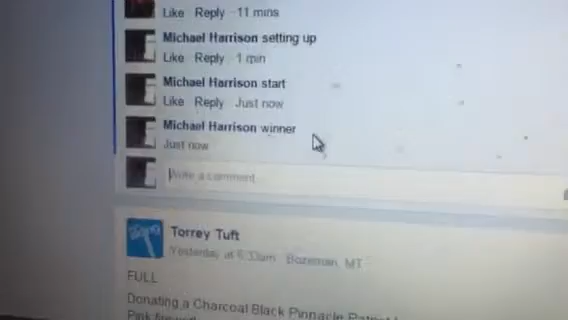 Like Reply 11 mins
Michael Harrison setting up
Like Reply 1 min
Michael Harrison start
Like Reply Just now
Michael Harrison winner
Just now
Write a comment
Torrey Tuft
Yesterday at 6:33am Bozeman, MT
FULL
Donating a Charcoal Black Pinnacle
Pink